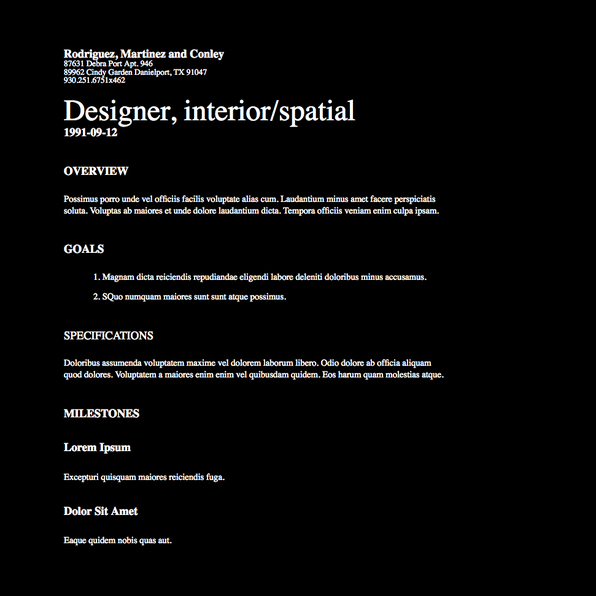 Rodriguez, Martinez and Conley
87631 Debra Port Apt. 946
89962 Cindy Garden Danielport, TX 91047
930.251.6751x462
Designer, interior/spatial
1991-09-12
OVERVIEW
Possimus porro unde vel officiis facilis voluptate alias cum. Laudantium minus amet facere perspiciatis
soluta. Voluptas ab maiores et unde dolore laudantium dicta. Tempora officiis veniam enim culpa ipsam.
GOALS
1. Magnam dicta reiciendis repudiandae eligendi labore deleniti doloribus minus accusamus.
2. SQuo numquam maiores sunt sunt atque possimus.
SPECIFICATIONS
Doloribus assumenda voluptatem maxime vel dolorem laborum libero. Odio dolore ab officia aliquam
quod dolores. Voluptatem a maiores enim enim vel quibusdam quidem. Eos harum quam molestias atque.
MILESTONES
Lorem Ipsum
Excepturi quisquam maiores reiciendis fuga.
Dolor Sit Amet
Eaque quidem nobis quas aut.